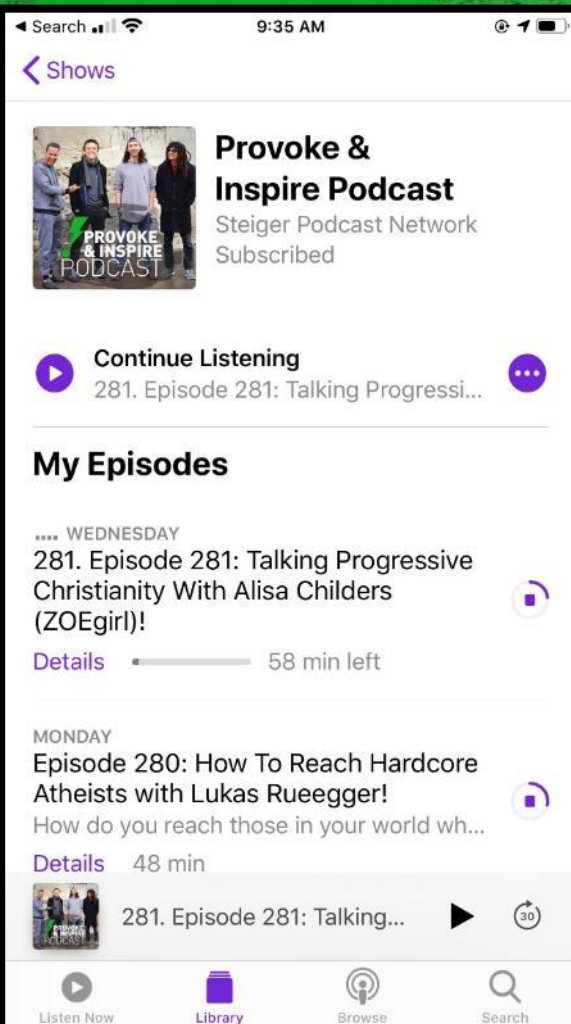 ◀ Search
9:35 AM
Shows
PROVOKE
& INSPIRE
PODCAST
Provoke &
Inspire Podcast
Steiger Podcast Network
Subscribed
Continue Listening
281. Episode 281: Talking Progressi...
My Episodes
WEDNESDAY
281. Episode 281: Talking Progressive
Christianity With Alisa Childers
(ZOEgirl)!
Details 58 min left
MONDAY
Episode 280: How To Reach Hardcore
Atheists with Lukas Rueegger!
How do you reach those in your world wh...
Details 48 min
PROVOKE
& INSPIRE
PODCAST
281. Episode 281: Talking...
30
Listen Now Library Browse Search